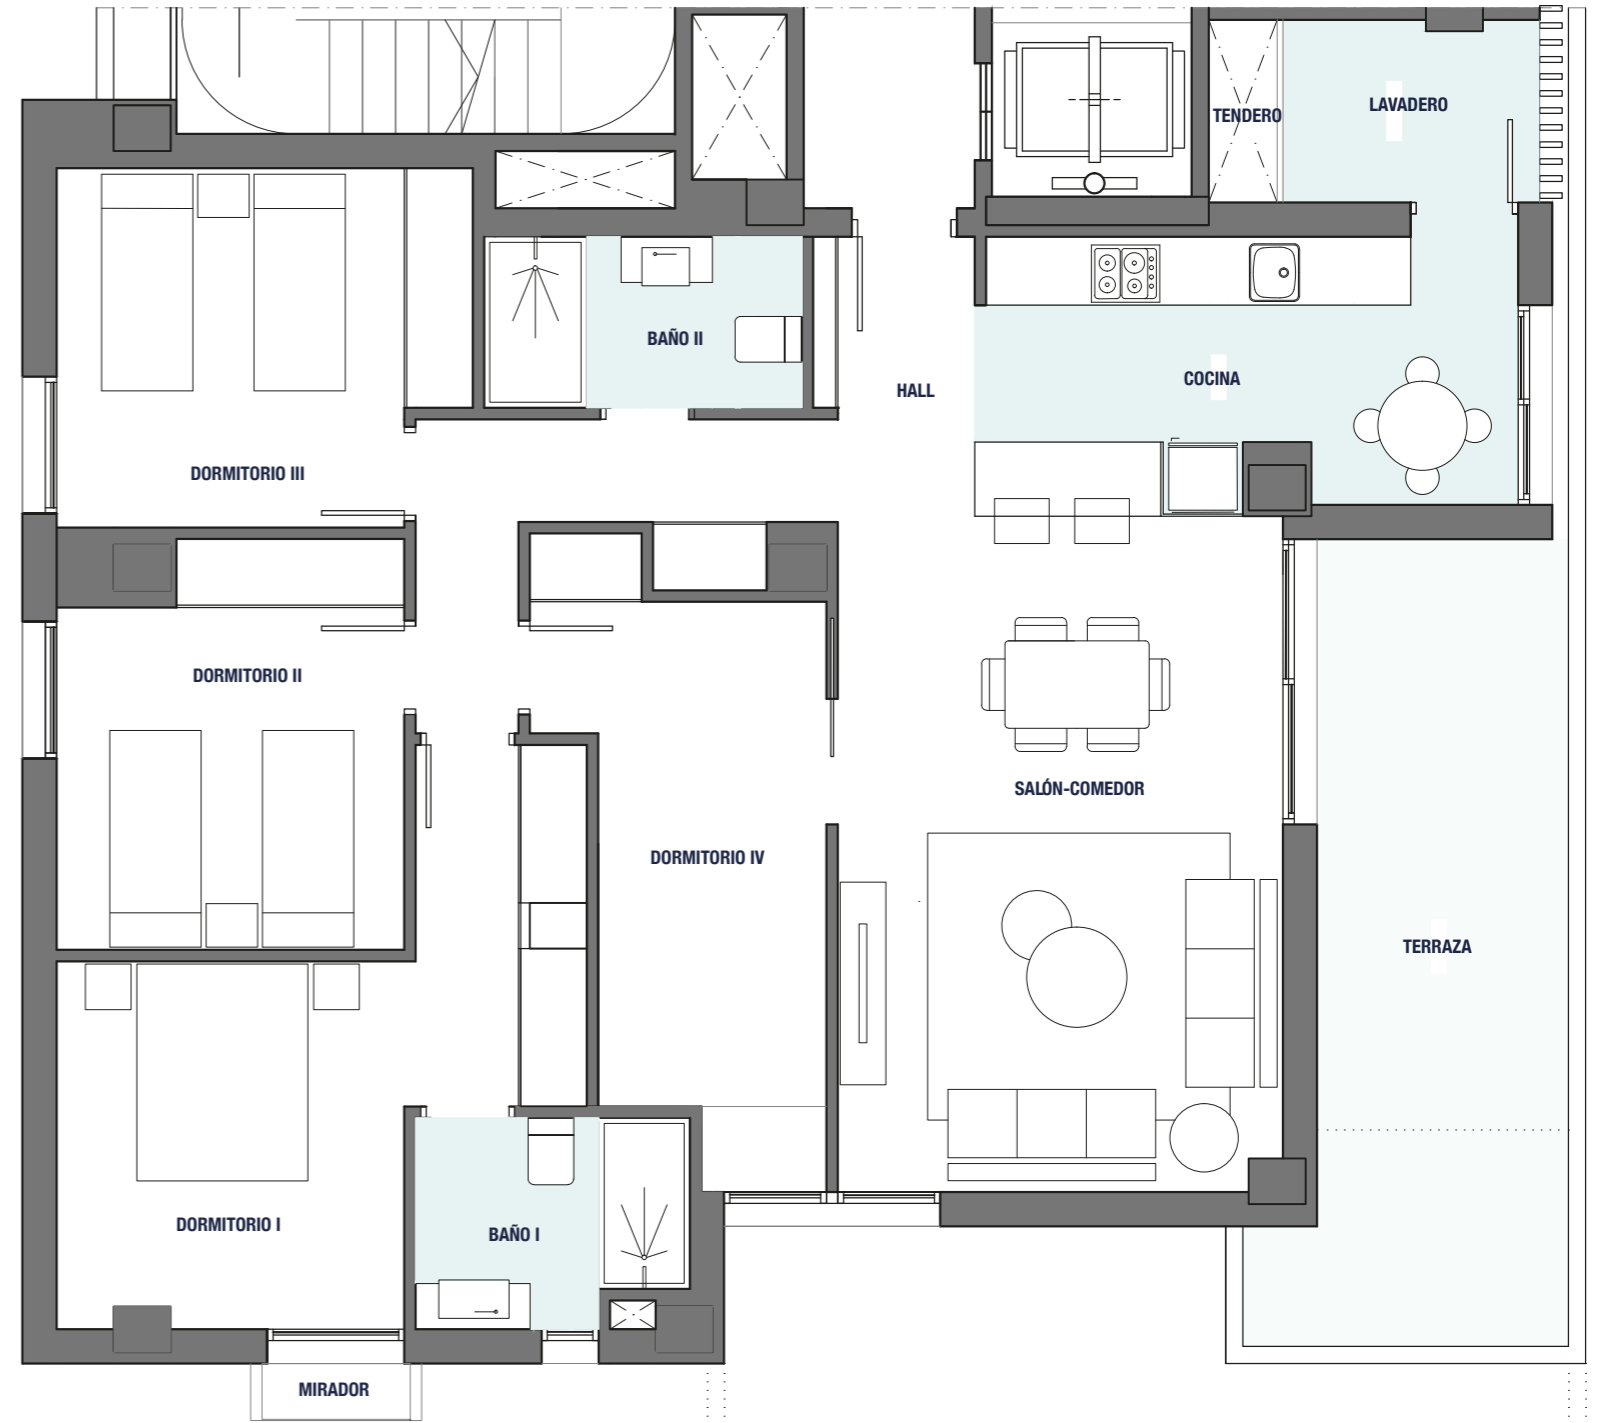 LAVADERO
TENDERO
BAÑO II
COCINA
HALL
DORMITORIO III
DORMITORIO II
SALÓN-COMEDOR
DORMITORIO IV
TERRAZA
DORMITORIO I
BAÑO I
MIRADOR